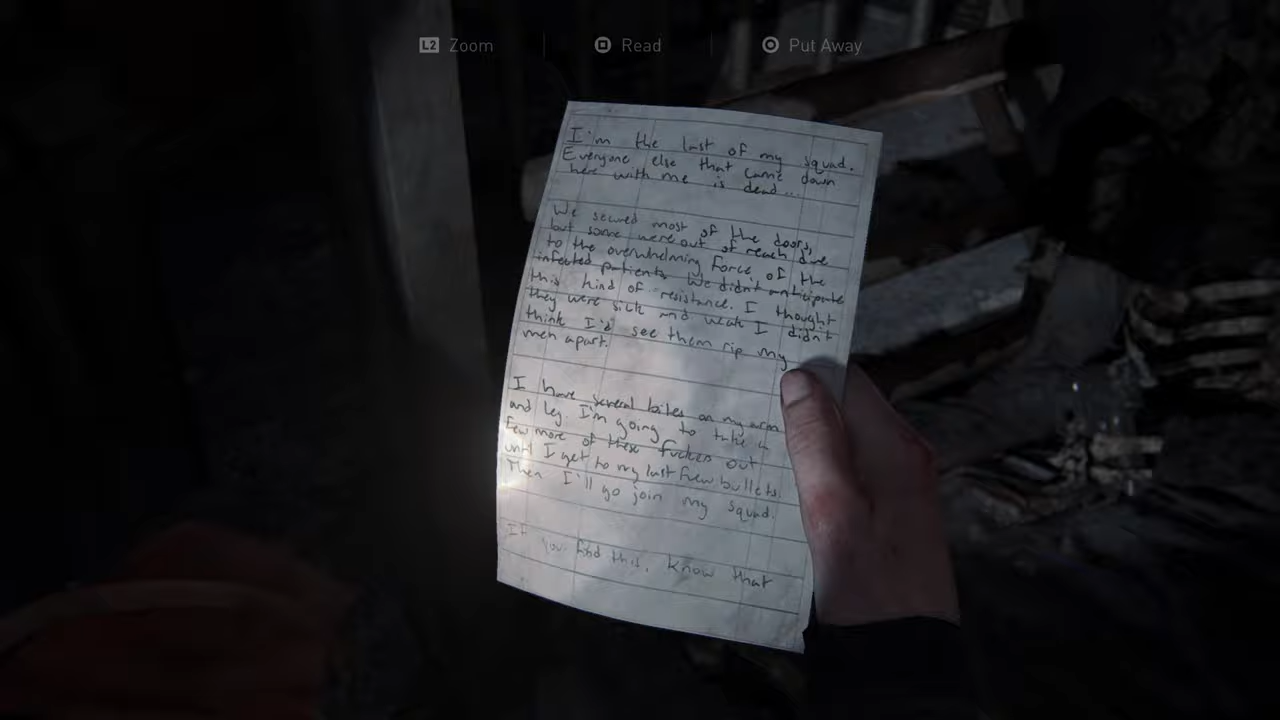 L2 Zoom
Read
Put Away
I'm the last of my squad.
Everyone else that came down
here with me is dead...
We secured most of the doors,
but some were out of reach due
to the overwhelming force of the
infected patients. We didn't anticipate
this kind of resistance. I thought
they were sick and weak I didn't
think I'd see them rip my
men apart.
I have several bites on my arm
and leg. I'm going to take a
few more of these fuckers out
until I get to my last few bullets.
Then I'll go join my squad.
If you find this, know that